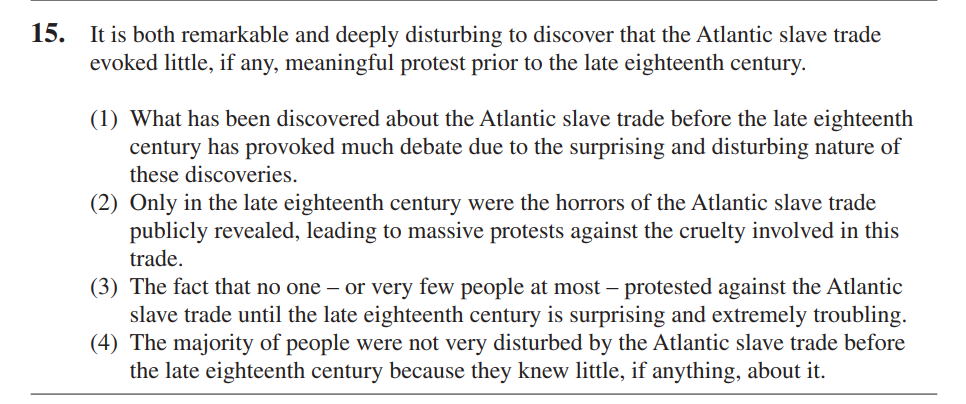 15. It is both remarkable and deeply disturbing to discover that the Atlantic slave trade
evoked little, if any, meaningful protest prior to the late eighteenth century.
(1) What has been discovered about the Atlantic slave trade before the late eighteenth
century has provoked much debate due to the surprising and disturbing nature of
these discoveries.
(2) Only in the late eighteenth century were the horrors of the Atlantic slave trade
publicly revealed, leading to massive protests against the cruelty involved in this
trade.
(3) The fact that no one – or very few people at most – protested against the Atlantic
slave trade until the late eighteenth century is surprising and extremely troubling.
(4) The majority of people were not very disturbed by the Atlantic slave trade before
the late eighteenth century because they knew little, if anything, about it.